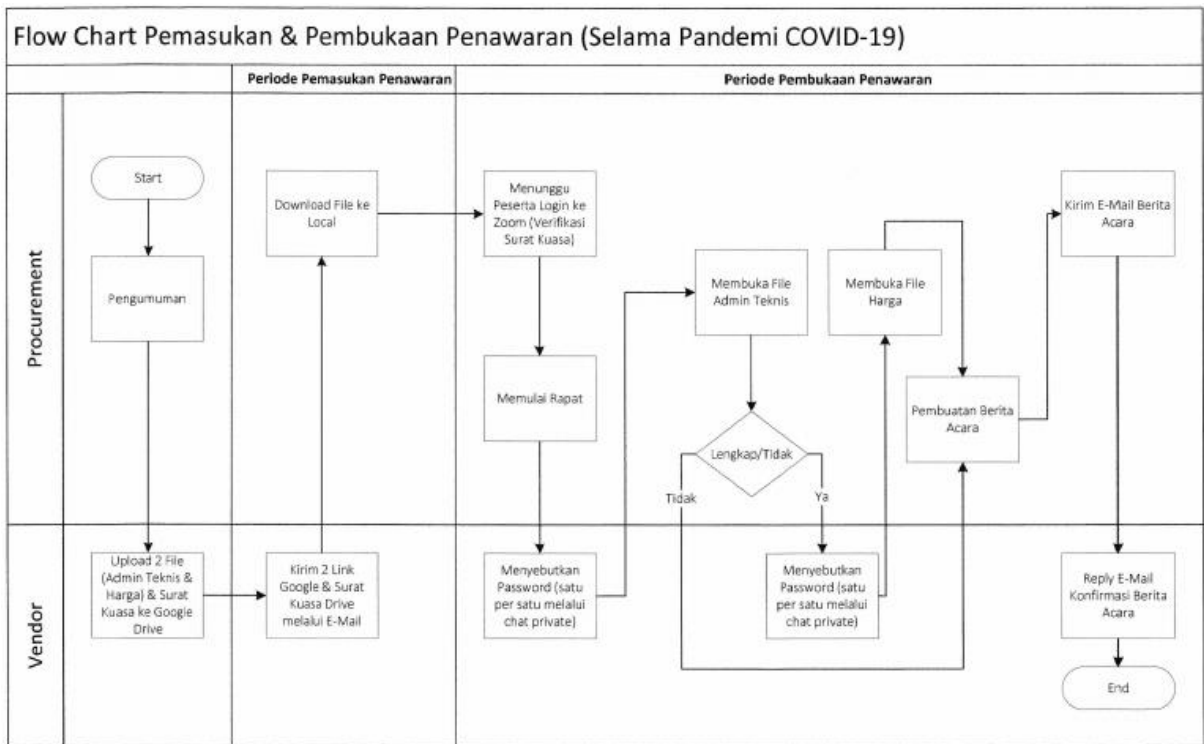 Flow Chart Pemasukan & Pembukaan Penawaran (Selama Pandemi COVID-19)
Periode Pemasukan Penawaran
Periode Pembukaan Penawaran
Procurement
Start
Pengumuman
Download File ke
Local
Menunggu
Peserta Login ke
Zoom (Verifikasi
Surat Kuasa)
Memulai Rapat
Membuka File
Admin Teknis
Lengkap/Tidak
Tidak
Ya
Membuka File
Harga
Pembuatan Berita
Acara
Kirim E-Mail Berita
Acara
Vendor
Upload 2 File
(Admin Teknis &
Harga) & Surat
Kuasa ke Google
Drive
Kirim 2 Link
Google & Surat
Kuasa Drive
melalui E-Mail
Menyebutkan
Password (satu
per satu melalui
chat private)
Menyebutkan
Password (satu
per satu melalui
chat private)
Reply E-Mail
Konfirmasi Berita
Acara
End